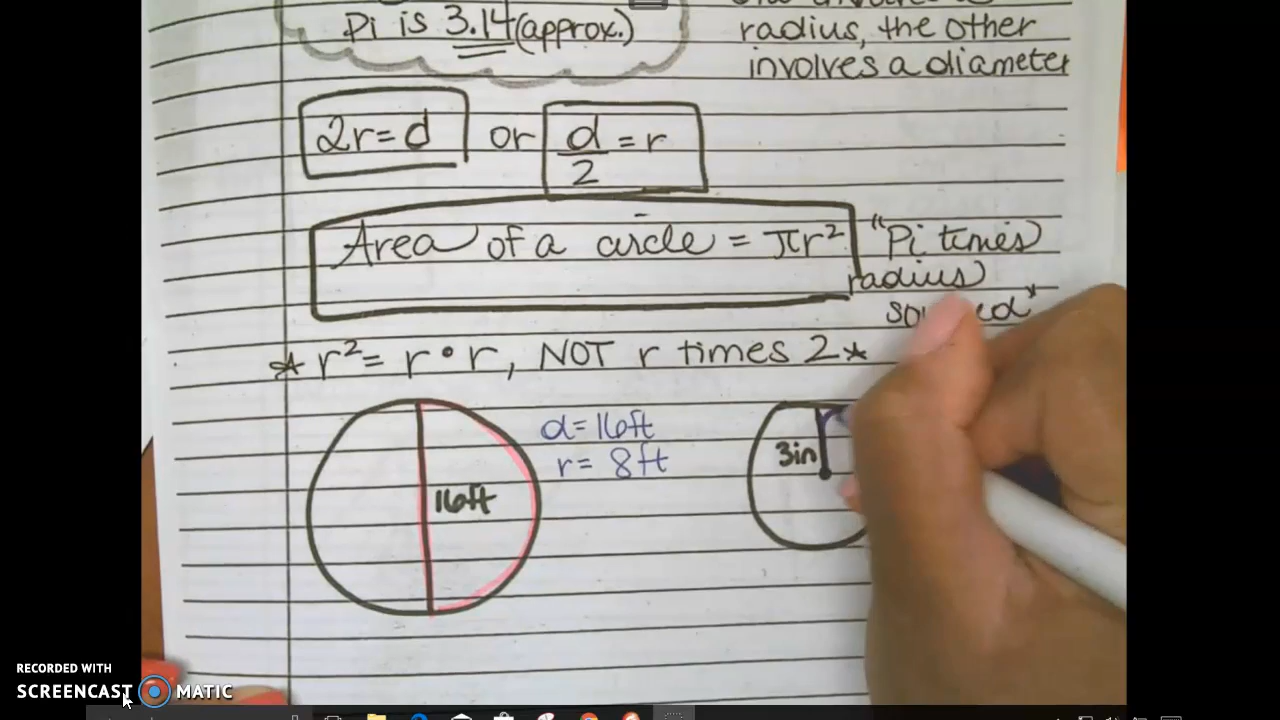 Pi is 3.14 (approx.)
radius, the other
involves a diameter
2r = d or d/2 = r
Area of a circle = πr² "Pi times
radius
* r² = r • r, NOT r times 2 *
d = 16ft
r = 8ft
16ft
3in
RECORDED WITH
SCREENCAST MATIC